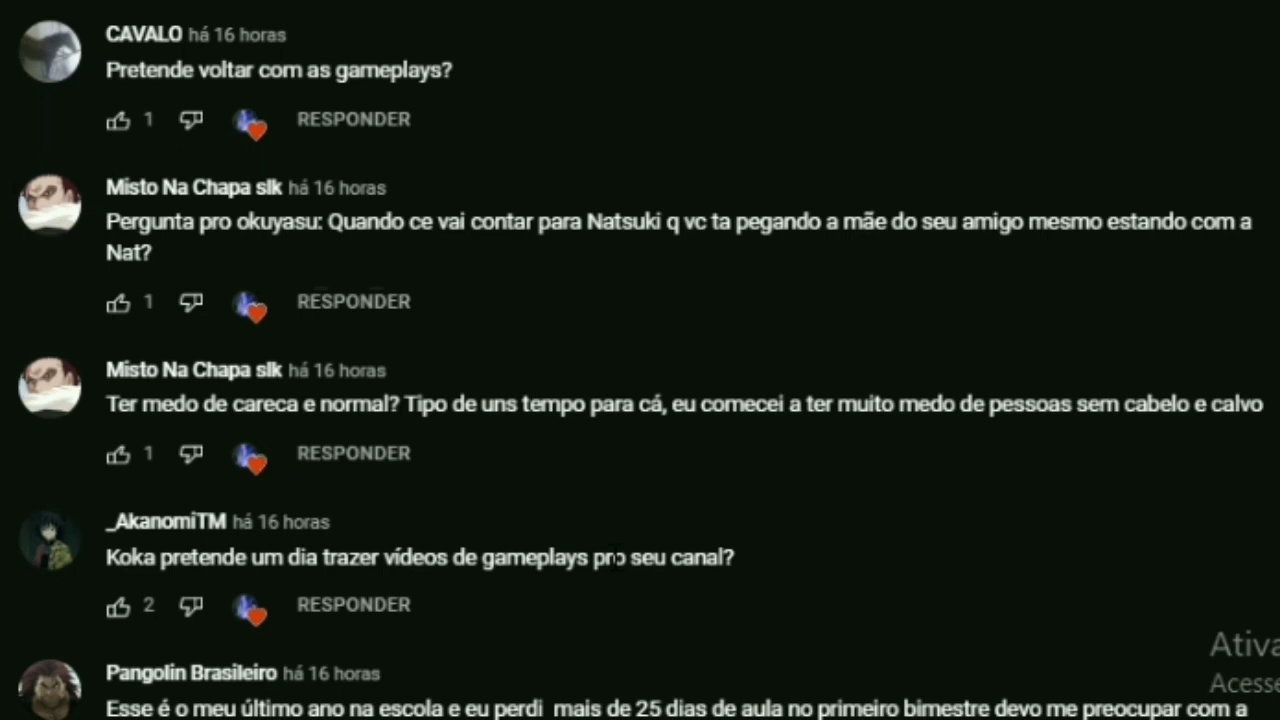 CAVALO há 16 horas
Pretende voltar com as gameplays?
1 RESPONDER
Misto Na Chapa slk há 16 horas
Pergunta pro okuyasu: Quando ce vai contar para Natsuki q vc ta pegando a mãe do seu amigo mesmo estando com a
Nat?
1 RESPONDER
Misto Na Chapa slk há 16 horas
Ter medo de careca e normal? Tipo de uns tempo para cá, eu comecei a ter muito medo de pessoas sem cabelo e calvo
1 RESPONDER
_AkanomiTM há 16 horas
Koka pretende um dia trazer vídeos de gameplays pro seu canal?
2 RESPONDER
Ativa
Pangolin Brasileiro há 16 horas
Acesse
Esse é o meu último ano na escola e eu perdi mais de 25 dias de aula no primeiro bimestre devo me preocupar com a